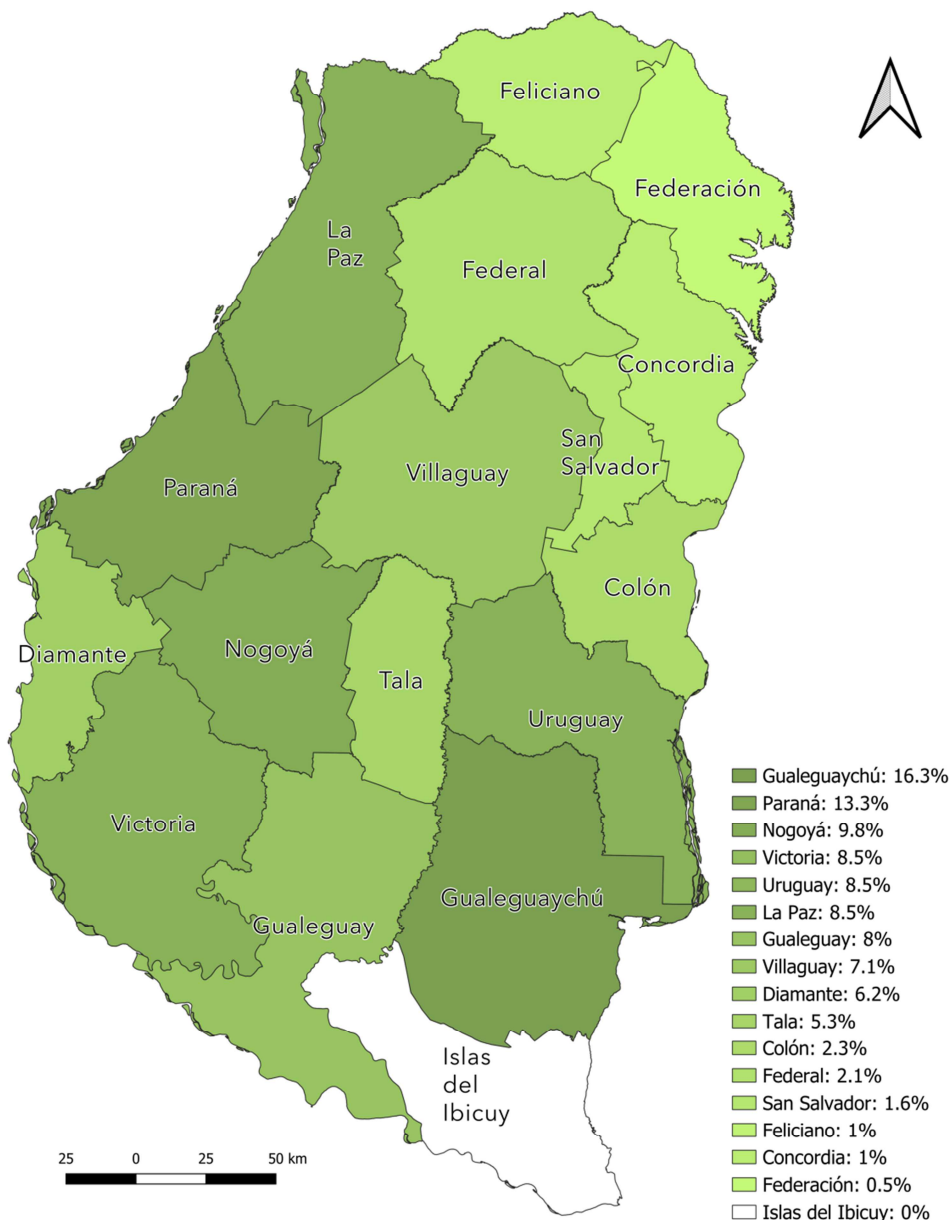 Feliciano
Federación
La
Paz
Federal
Concordia
San
Salvador
Villaguay
Paraná
Colón
Nogoyá
Diamante
Tala
Uruguay
Victoria
Gualeguaychú
Gualeguay
Islas
del
Ibicuy
25 0 25 50 km
Gualeguaychú: 16.3%
Paraná: 13.3%
Nogoyá: 9.8%
Victoria: 8.5%
Uruguay: 8.5%
La Paz: 8.5%
Gualeguay: 8%
Villaguay: 7.1%
Diamante: 6.2%
Tala: 5.3%
Colón: 2.3%
Federal: 2.1%
San Salvador: 1.6%
Feliciano: 1%
Concordia: 1%
Federación: 0.5%
Islas del Ibicuy: 0%